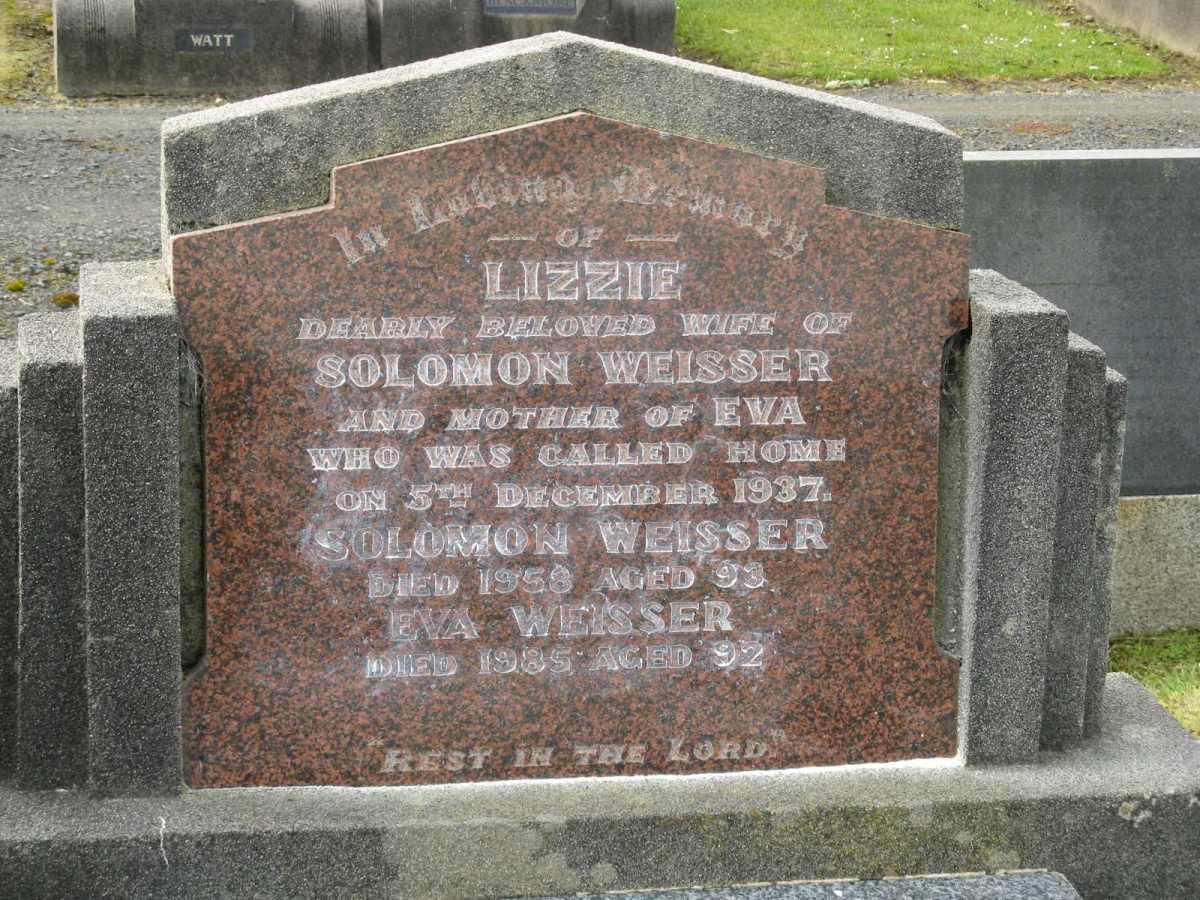 WATT
In Loving Memory
— OF —
LIZZIE
DEARLY BELOVED WIFE OF
SOLOMON WEISSER
AND MOTHER OF EVA
WHO WAS CALLED HOME
ON 5TH DECEMBER 1937.
SOLOMON WEISSER
DIED 1958 AGED 93.
EVA WEISSER
DIED 1985 AGED 92
"REST IN THE LORD"